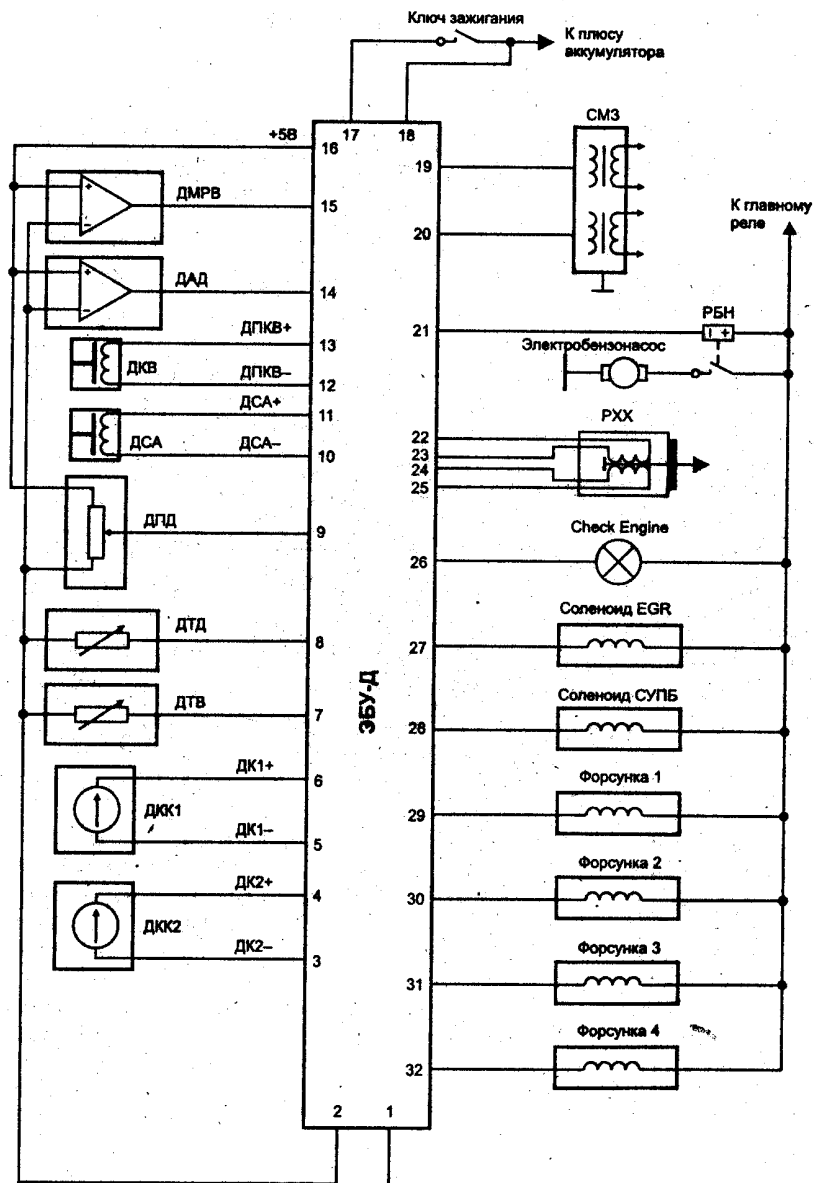 Ключ зажигания
К плюсу
аккумулятора
+5В
17
18
16
СМЗ
19
ДМРВ
15
К главному
реле
20
ДАД
14
ДПКВ+
13
21
РБН
Электробензонасос
ДКВ
ДПКВ–
12
ДСА+
11
РХХ
ДСА
ДСА–
10
22
23
24
25
ДПД
9
Check Engine
26
ДТД
8
Соленоид EGR
27
ДТВ
7
ЭБУ-Д
Соленоид СУПБ
28
ДК1+
6
ДКК1
Форсунка 1
29
ДК1–
5
ДК2+
4
Форсунка 2
30
ДКК2
ДК2–
3
Форсунка 3
31
Форсунка 4
32
2
1